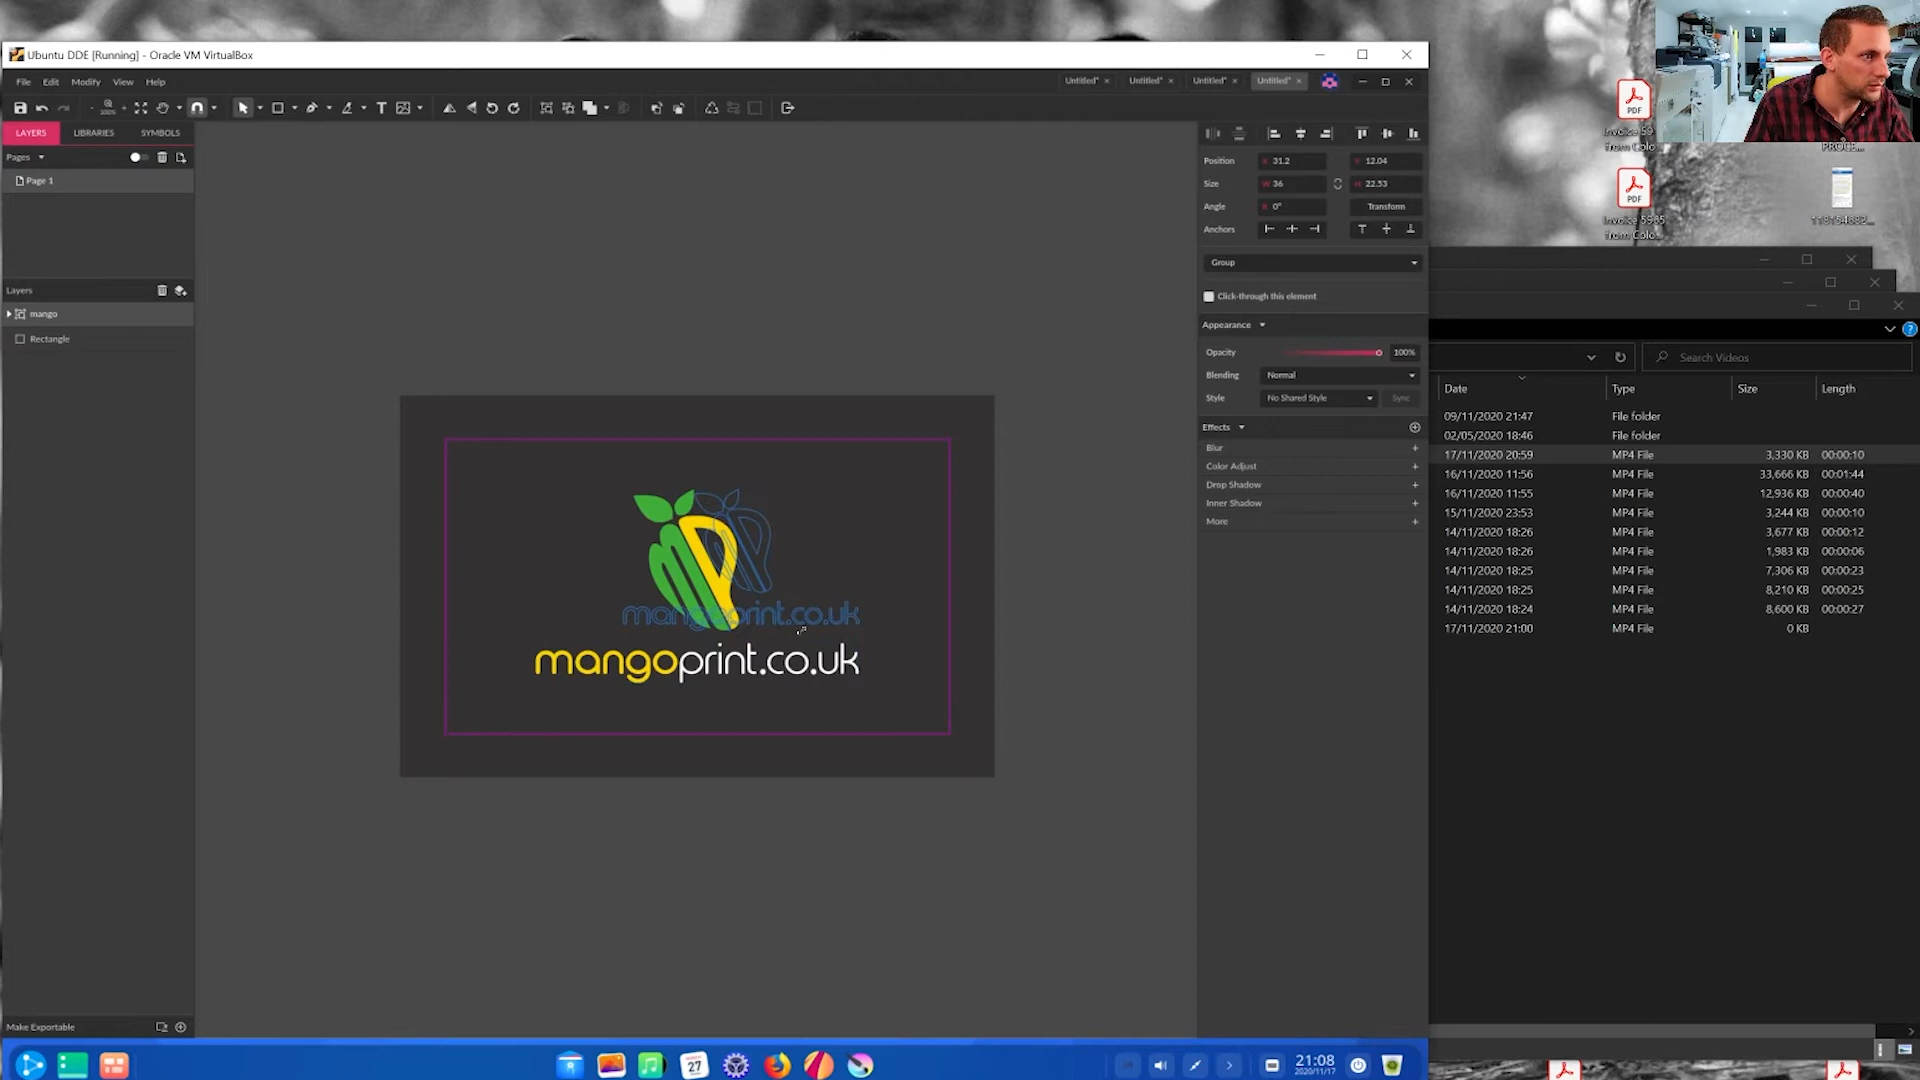 Ubuntu DDE [Running] - Oracle VM VirtualBox
File Edit Modify View Help
Untitled* × Untitled* × Untitled* × Untitled* ×
100%
LAYERS LIBRARIES SYMBOLS
Pages
Page 1
Layers
mango
Rectangle
Make Exportable
mangoprint.co.uk
mangoprint.co.uk
Position X 31.2 Y 12.04
Size W 36 H 22.53
Angle R 0° Transform
Anchors
Group
Click-through this element
Appearance
Opacity 100%
Blending Normal
Style No Shared Style Sync
Effects
Blur
Color Adjust
Drop Shadow
Inner Shadow
More
PDF
from Colo...
PROCE...
PDF
Invoice 5965
from Colo...
Search Videos
Date Type Size Length
09/11/2020 21:47 File folder
02/05/2020 18:46 File folder
17/11/2020 20:59 MP4 File 3,330 KB 00:00:10
16/11/2020 11:56 MP4 File 33,666 KB 00:01:44
16/11/2020 11:55 MP4 File 12,936 KB 00:00:40
15/11/2020 23:53 MP4 File 3,244 KB 00:00:10
14/11/2020 18:26 MP4 File 3,677 KB 00:00:12
14/11/2020 18:26 MP4 File 1,983 KB 00:00:06
14/11/2020 18:25 MP4 File 7,306 KB 00:00:23
14/11/2020 18:25 MP4 File 8,210 KB 00:00:25
14/11/2020 18:24 MP4 File 8,600 KB 00:00:27
17/11/2020 21:00 MP4 File 0 KB
27
21:08
2020/11/17